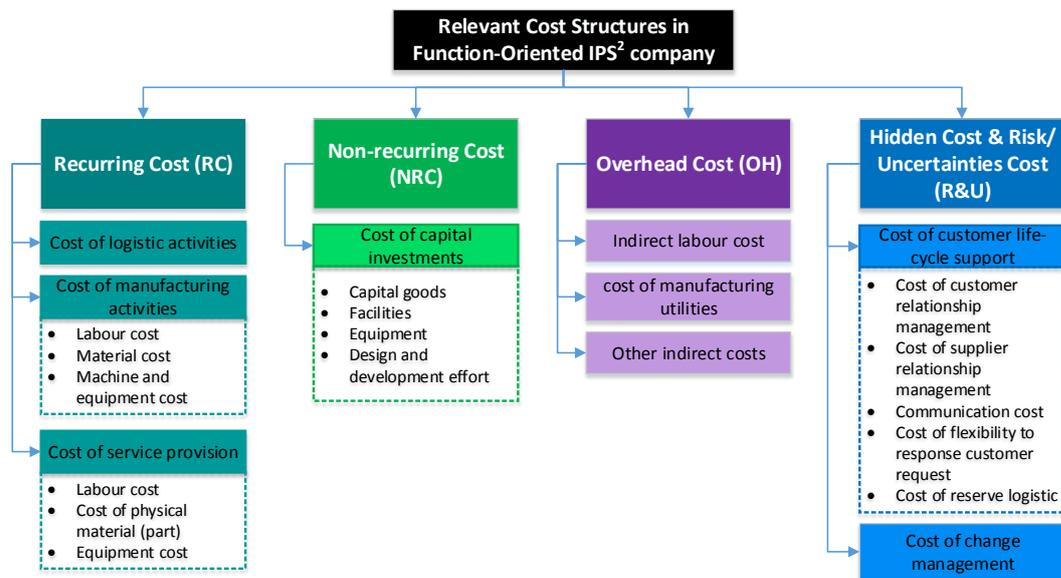 Relevant Cost Structures in
Function-Oriented IPS² company
Recurring Cost (RC)
Cost of logistic activities
Cost of manufacturing
activities
• Labour cost
• Material cost
• Machine and
equipment cost
Cost of service provision
• Labour cost
• Cost of physical
material (part)
• Equipment cost
Non-recurring Cost
(NRC)
Cost of capital
investments
• Capital goods
• Facilities
• Equipment
• Design and
development effort
Overhead Cost (OH)
Indirect labour cost
cost of manufacturing
utilities
Other indirect costs
Hidden Cost & Risk/
Uncertainties Cost
(R&U)
Cost of customer life-
cycle support
• Cost of customer
relationship
management
• Cost of supplier
relationship
management
• Communication cost
• Cost of flexibility to
response customer
request
• Cost of reserve logistic
Cost of change
management